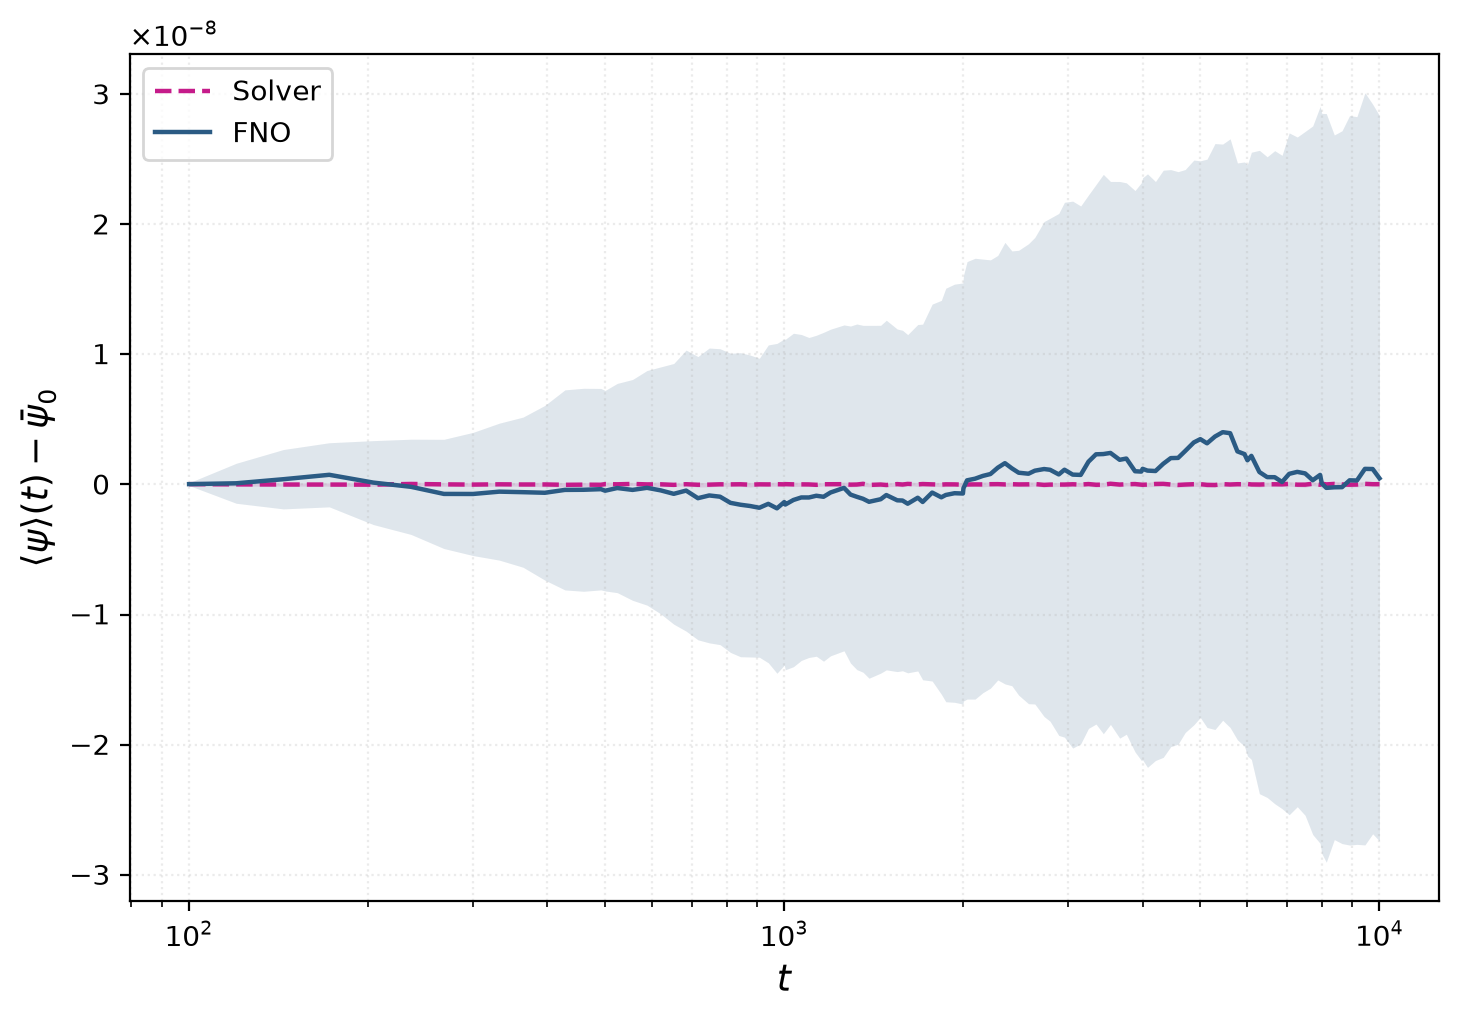 ×10⁻⁸
3
2
1
0
−1
−2
−3
⟨ψ⟩(t) − ψ̄₀
Solver
FNO
10² 10³ 10⁴
t